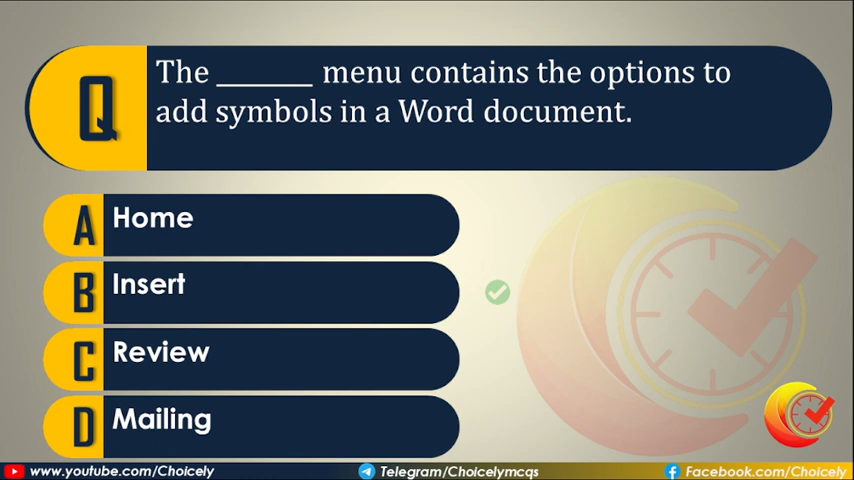 Q
The ________ menu contains the options to
add symbols in a Word document.
A
Home
B
Insert
C
Review
D
Mailing
www.youtube.com/Choicely
Telegram/Choicelymcqs
Facebook.com/Choicely